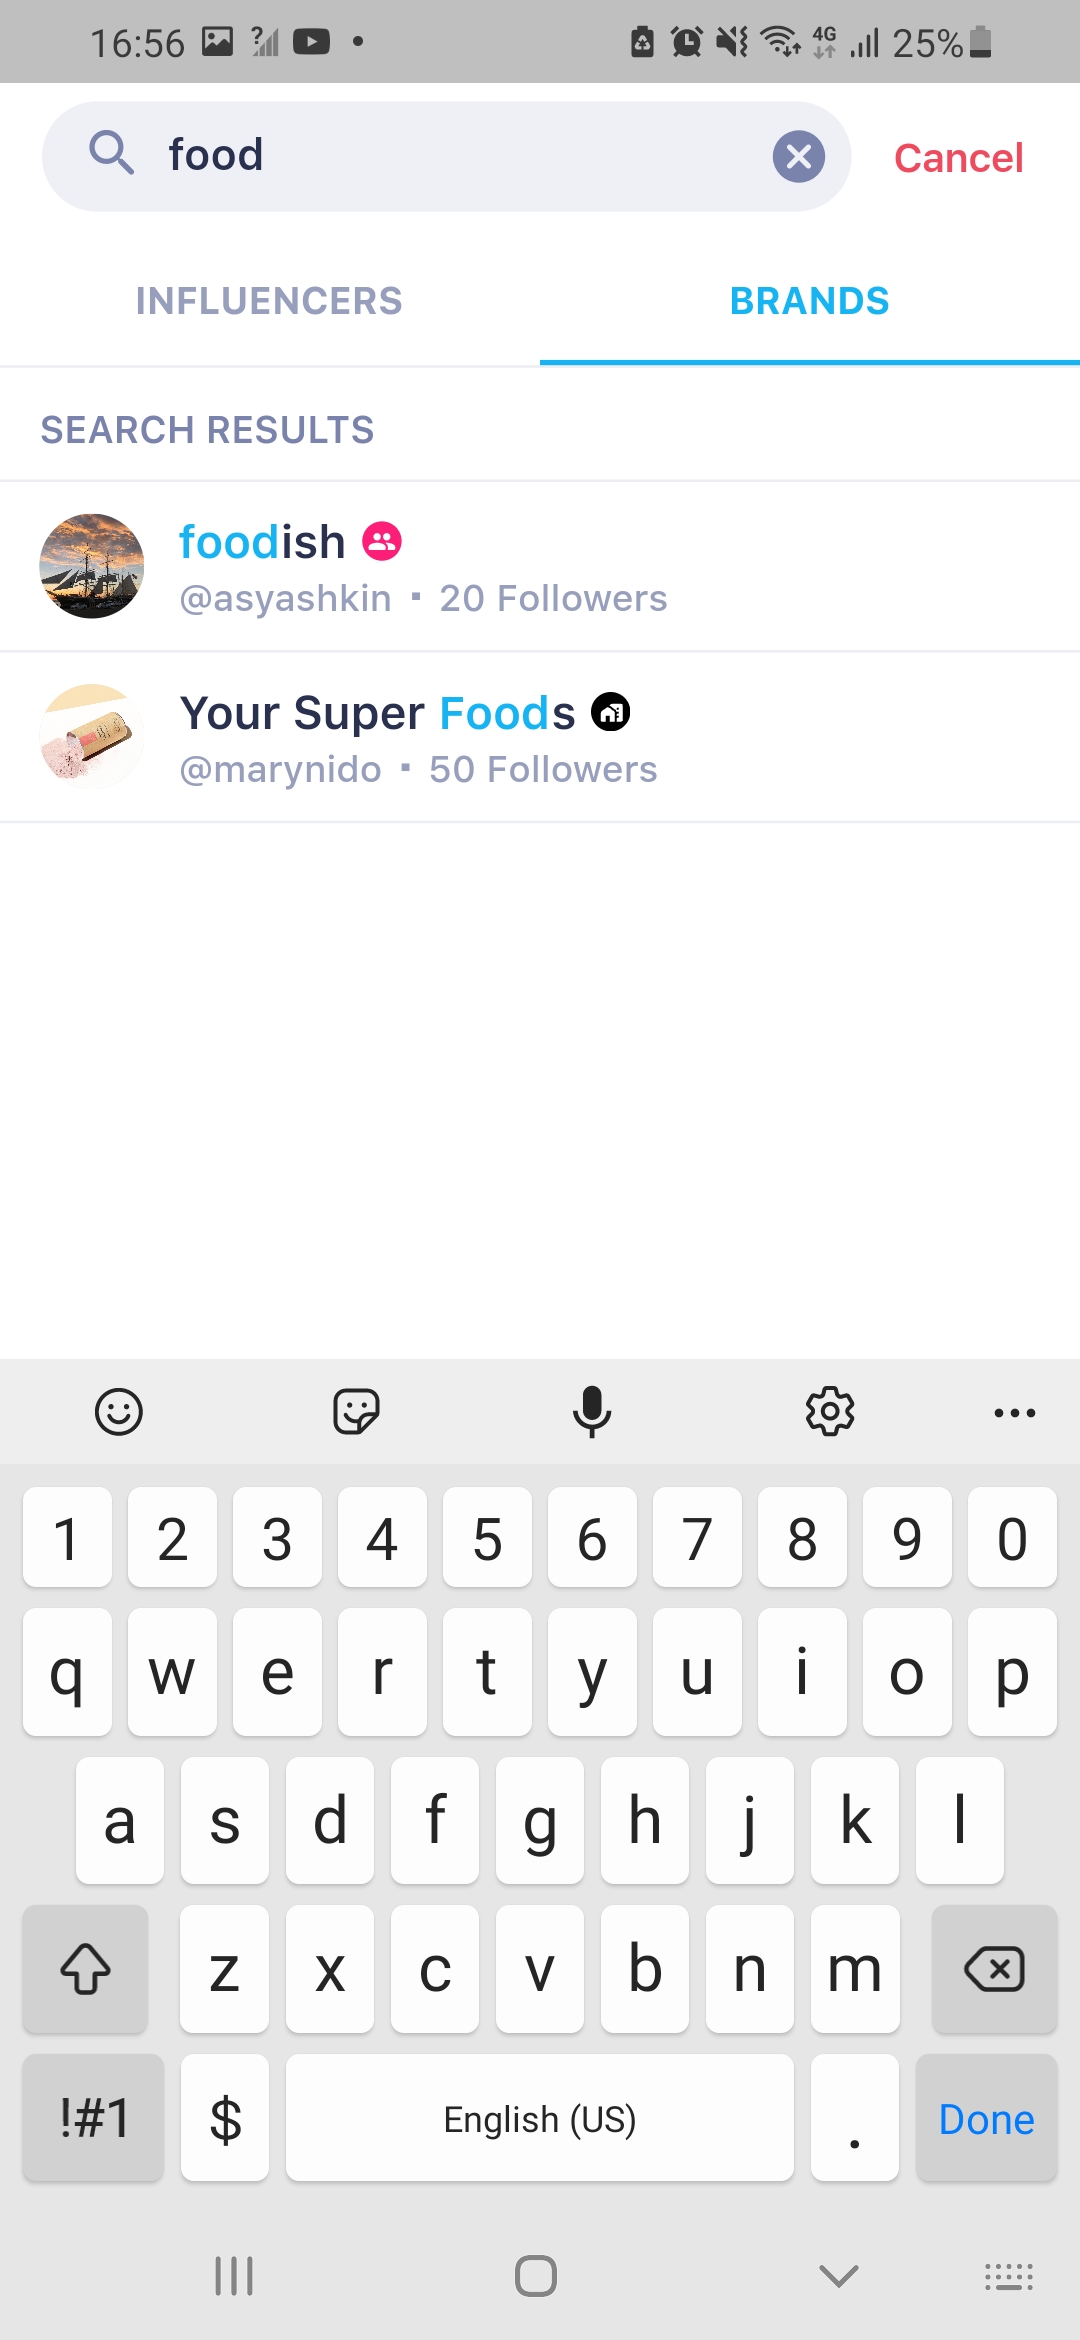 16:56 ? 4G 25%
food Cancel
INFLUENCERS BRANDS
SEARCH RESULTS
foodish
@asyashkin · 20 Followers
Your Super Foods
@marynido · 50 Followers
1 2 3 4 5 6 7 8 9 0
q w e r t y u i o p
a s d f g h j k l
z x c v b n m
!#1 $ English (US) . Done